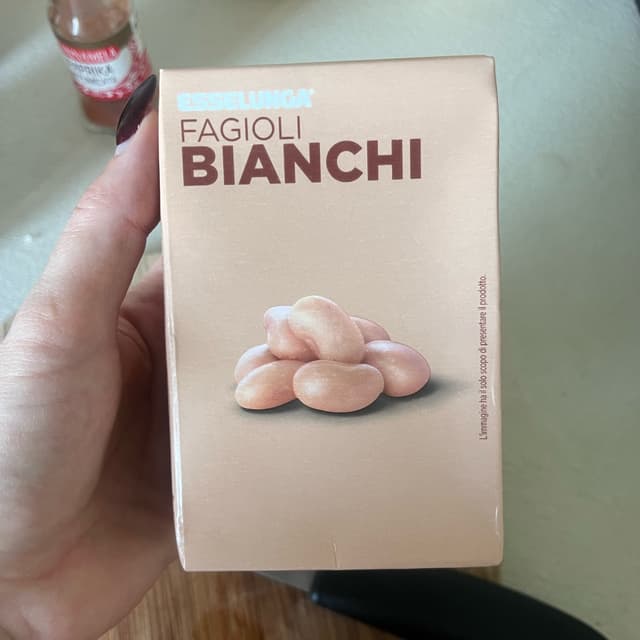 ESSELUNGA®
FAGIOLI
BIANCHI
L'immagine ha il solo scopo di presentare il prodotto.